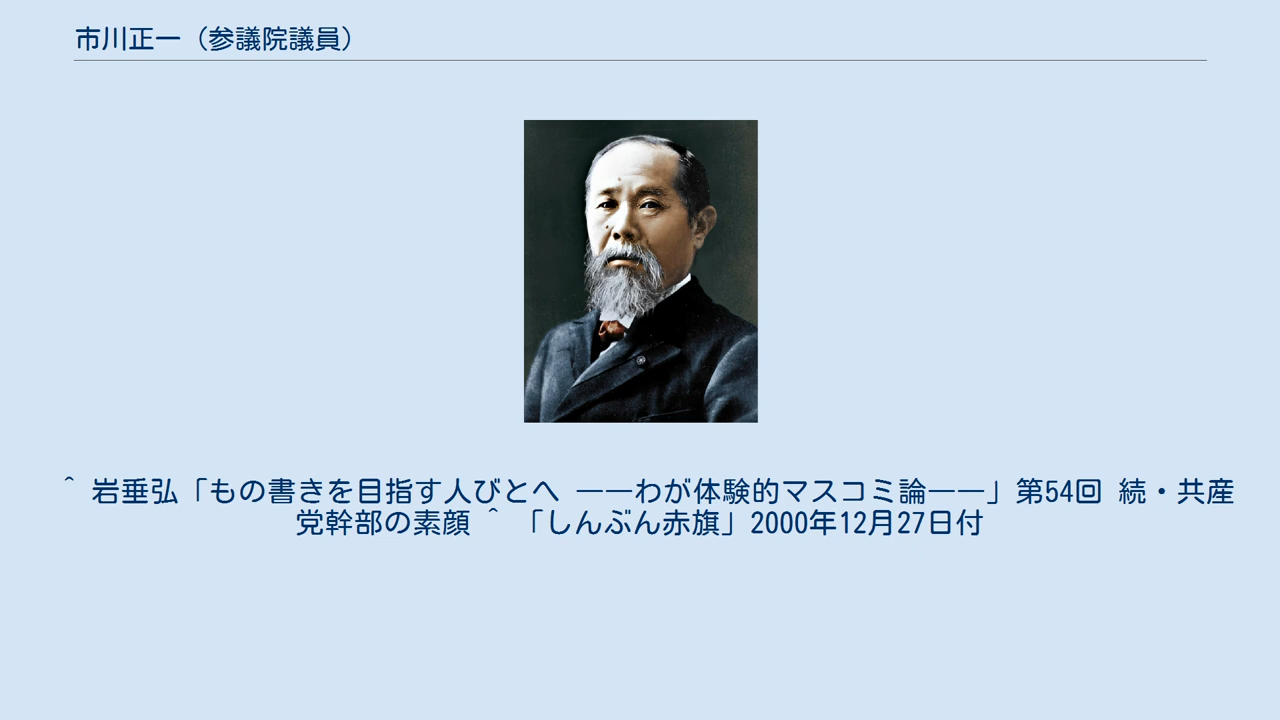 市川正一（参議院議員）
^ 岩垂弘「もの書きを目指す人びとへ ――わが体験的マスコミ論――」第54回 続・共産
党幹部の素顔 ^ 「しんぶん赤旗」2000年12月27日付